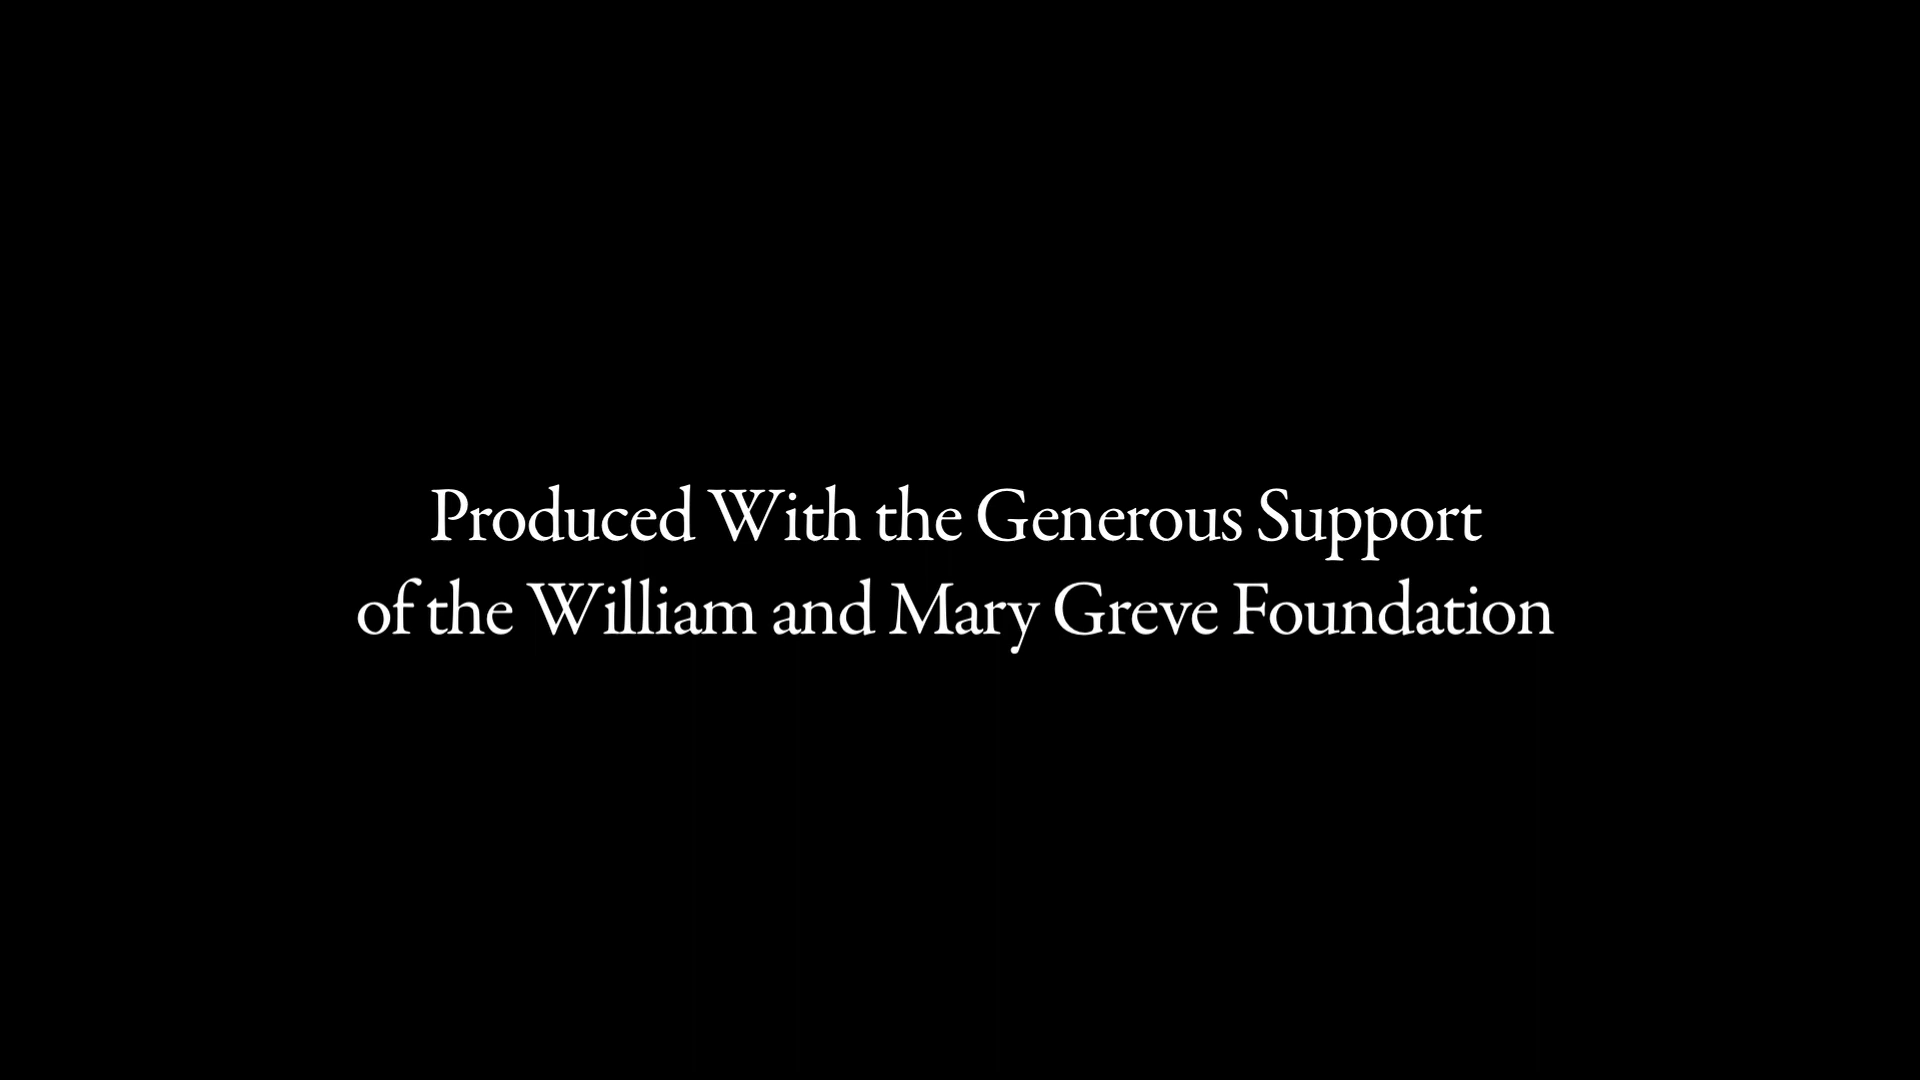 Produced With the Generous Support
of the William and Mary Greve Foundation